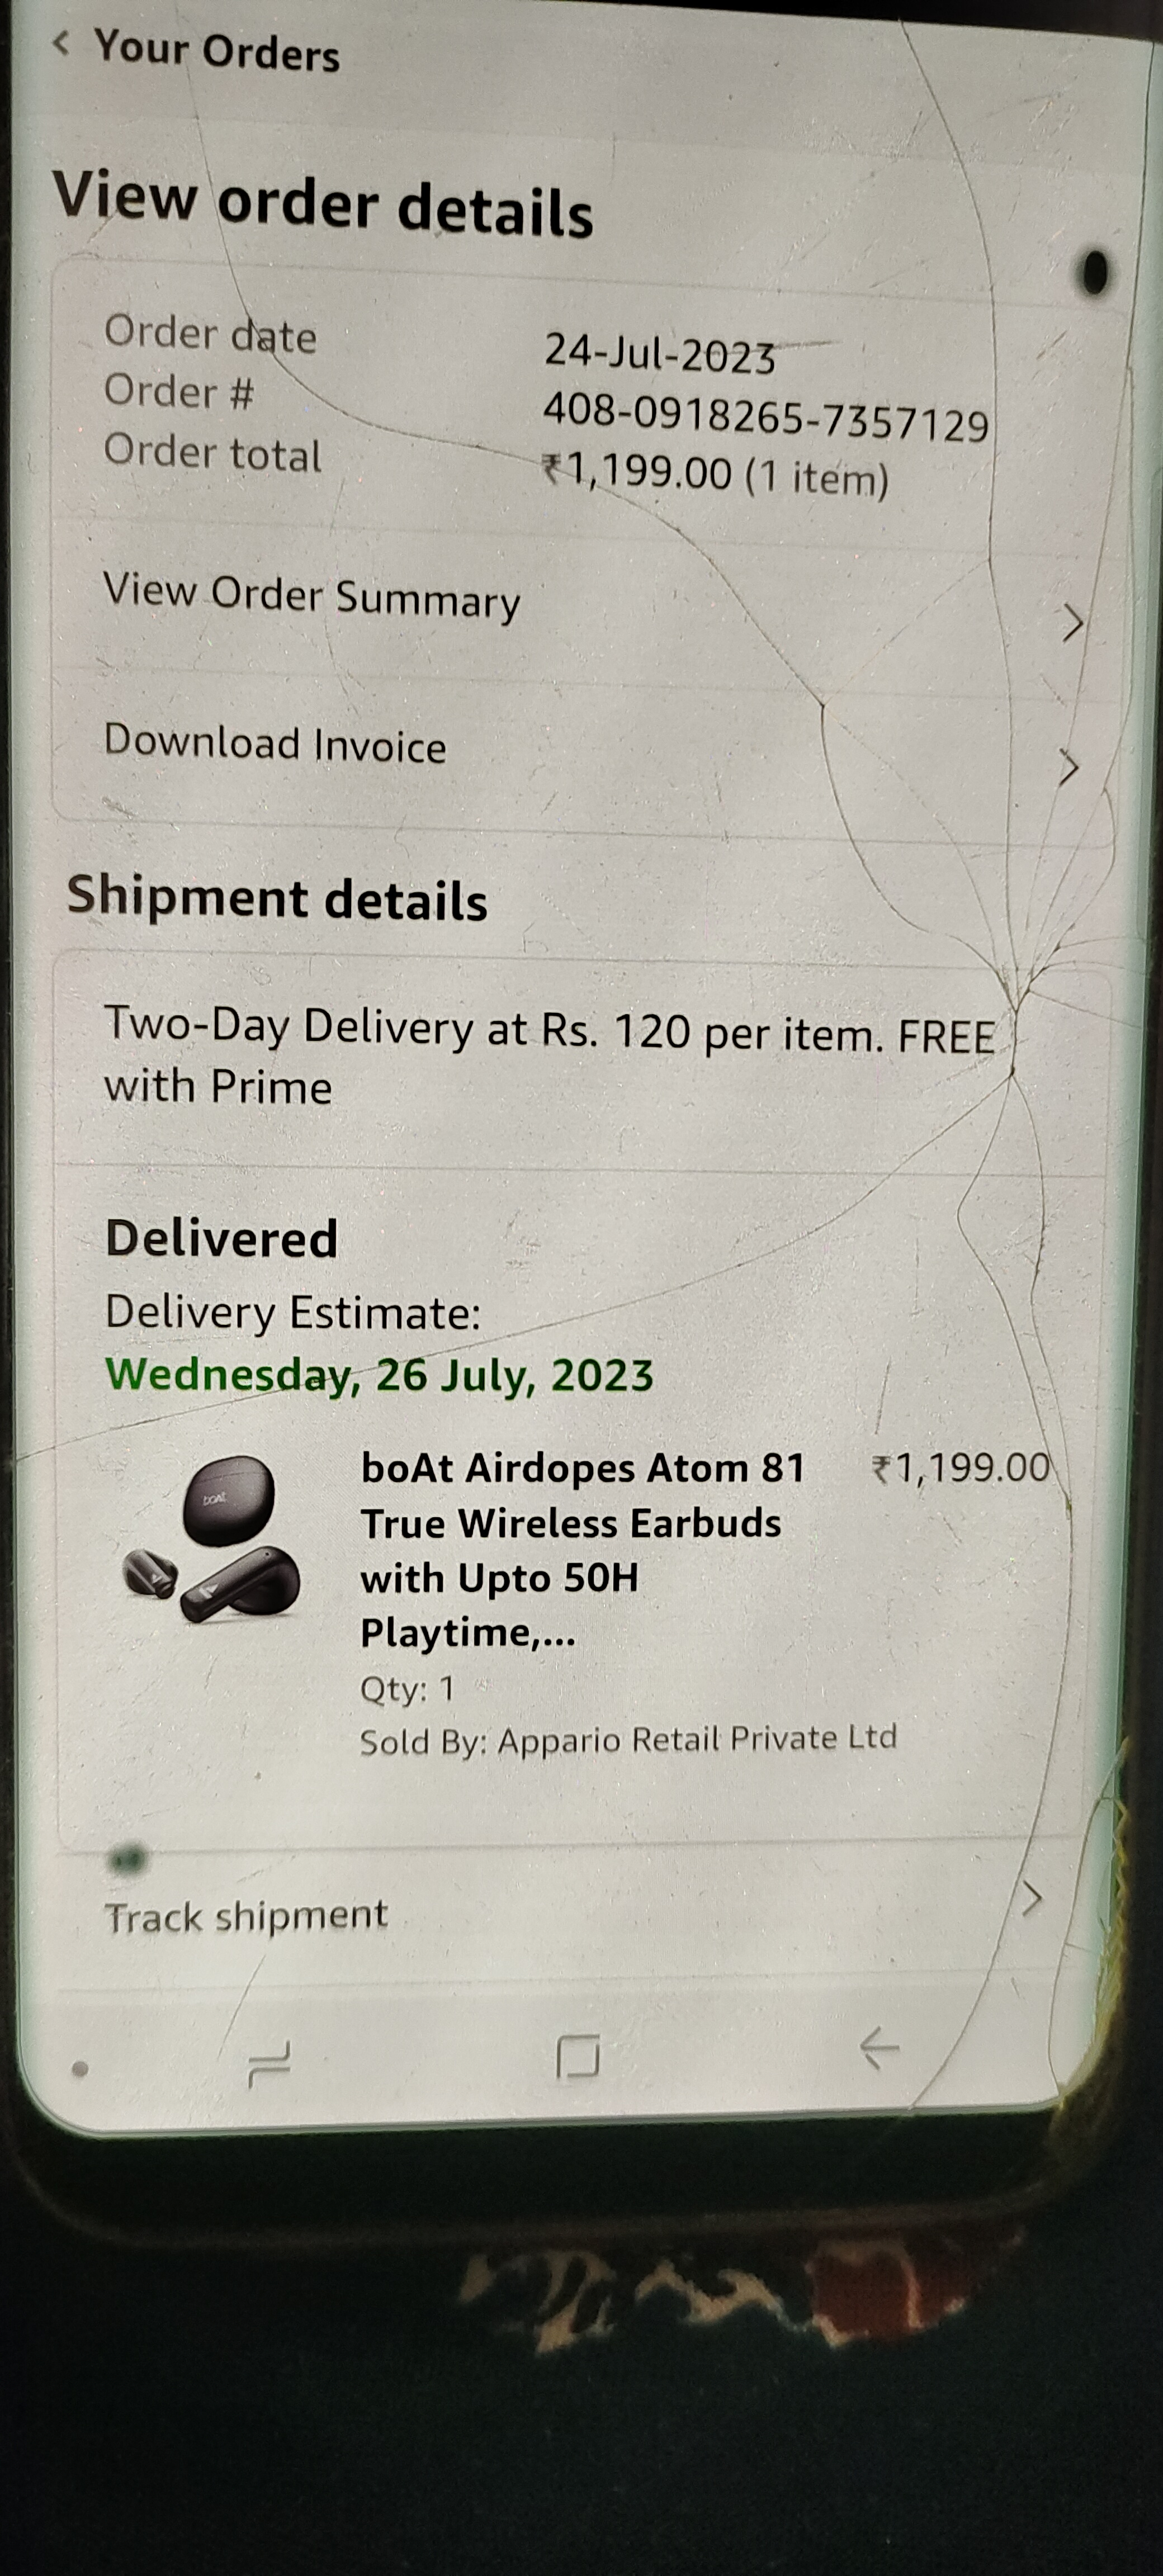 < Your Orders
View order details
Order date 24-Jul-2023
Order # 408-0918265-7357129
Order total ₹1,199.00 (1 item)
View Order Summary
Download Invoice
Shipment details
Two-Day Delivery at Rs. 120 per item. FREE
with Prime
Delivered
Delivery Estimate:
Wednesday, 26 July, 2023
boAt
boAt Airdopes Atom 81 ₹1,199.00
True Wireless Earbuds
with Upto 50H
Playtime,...
Qty: 1
Sold By: Appario Retail Private Ltd
Track shipment